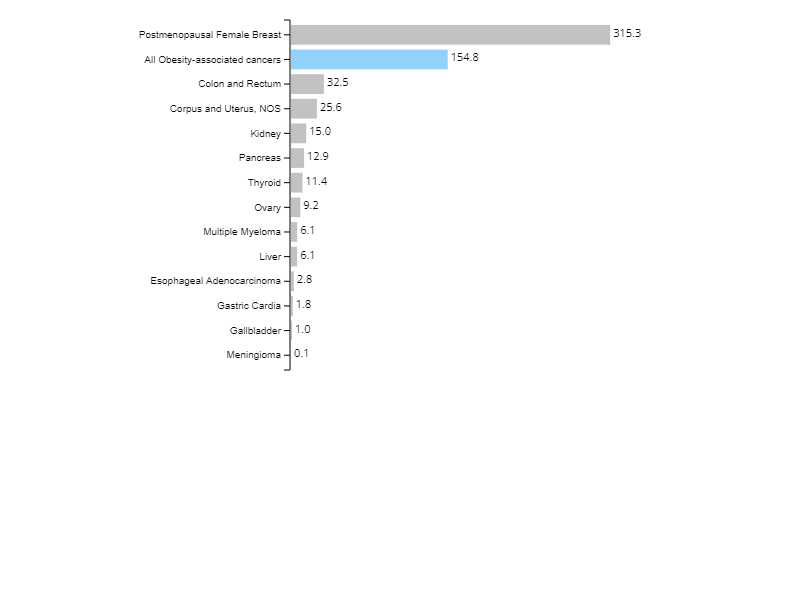 Postmenopausal Female Breast 315.3
All Obesity-associated cancers 154.8
Colon and Rectum 32.5
Corpus and Uterus, NOS 25.6
Kidney 15.0
Pancreas 12.9
Thyroid 11.4
Ovary 9.2
Multiple Myeloma 6.1
Liver 6.1
Esophageal Adenocarcinoma 2.8
Gastric Cardia 1.8
Gallbladder 1.0
Meningioma 0.1